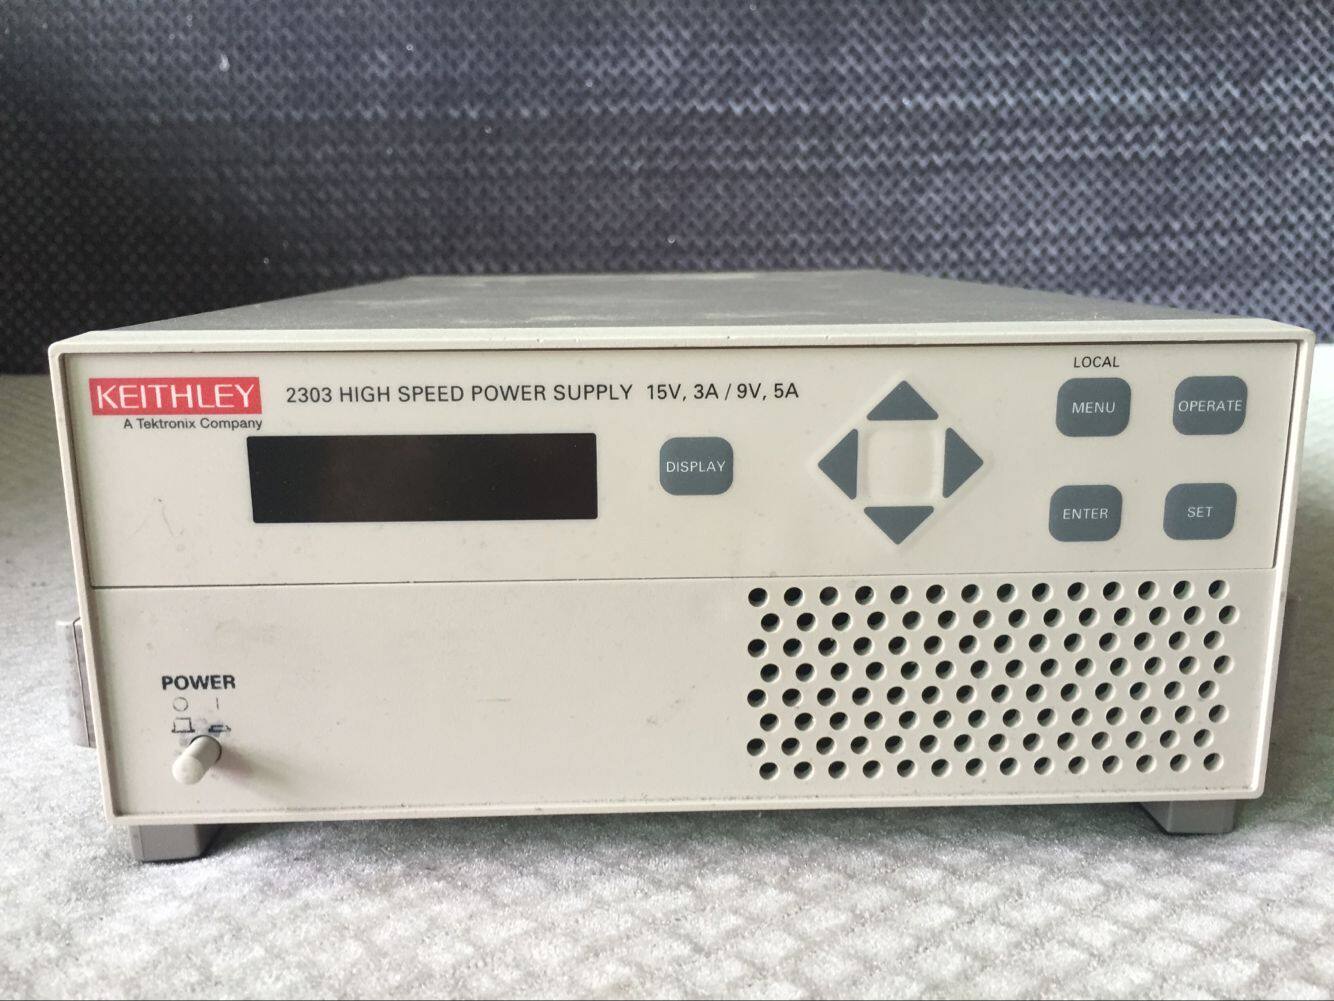 KEITHLEY
A Tektronix Company
2303 HIGH SPEED POWER SUPPLY 15V, 3A / 9V, 5A
DISPLAY
LOCAL
MENU
OPERATE
ENTER
SET
POWER